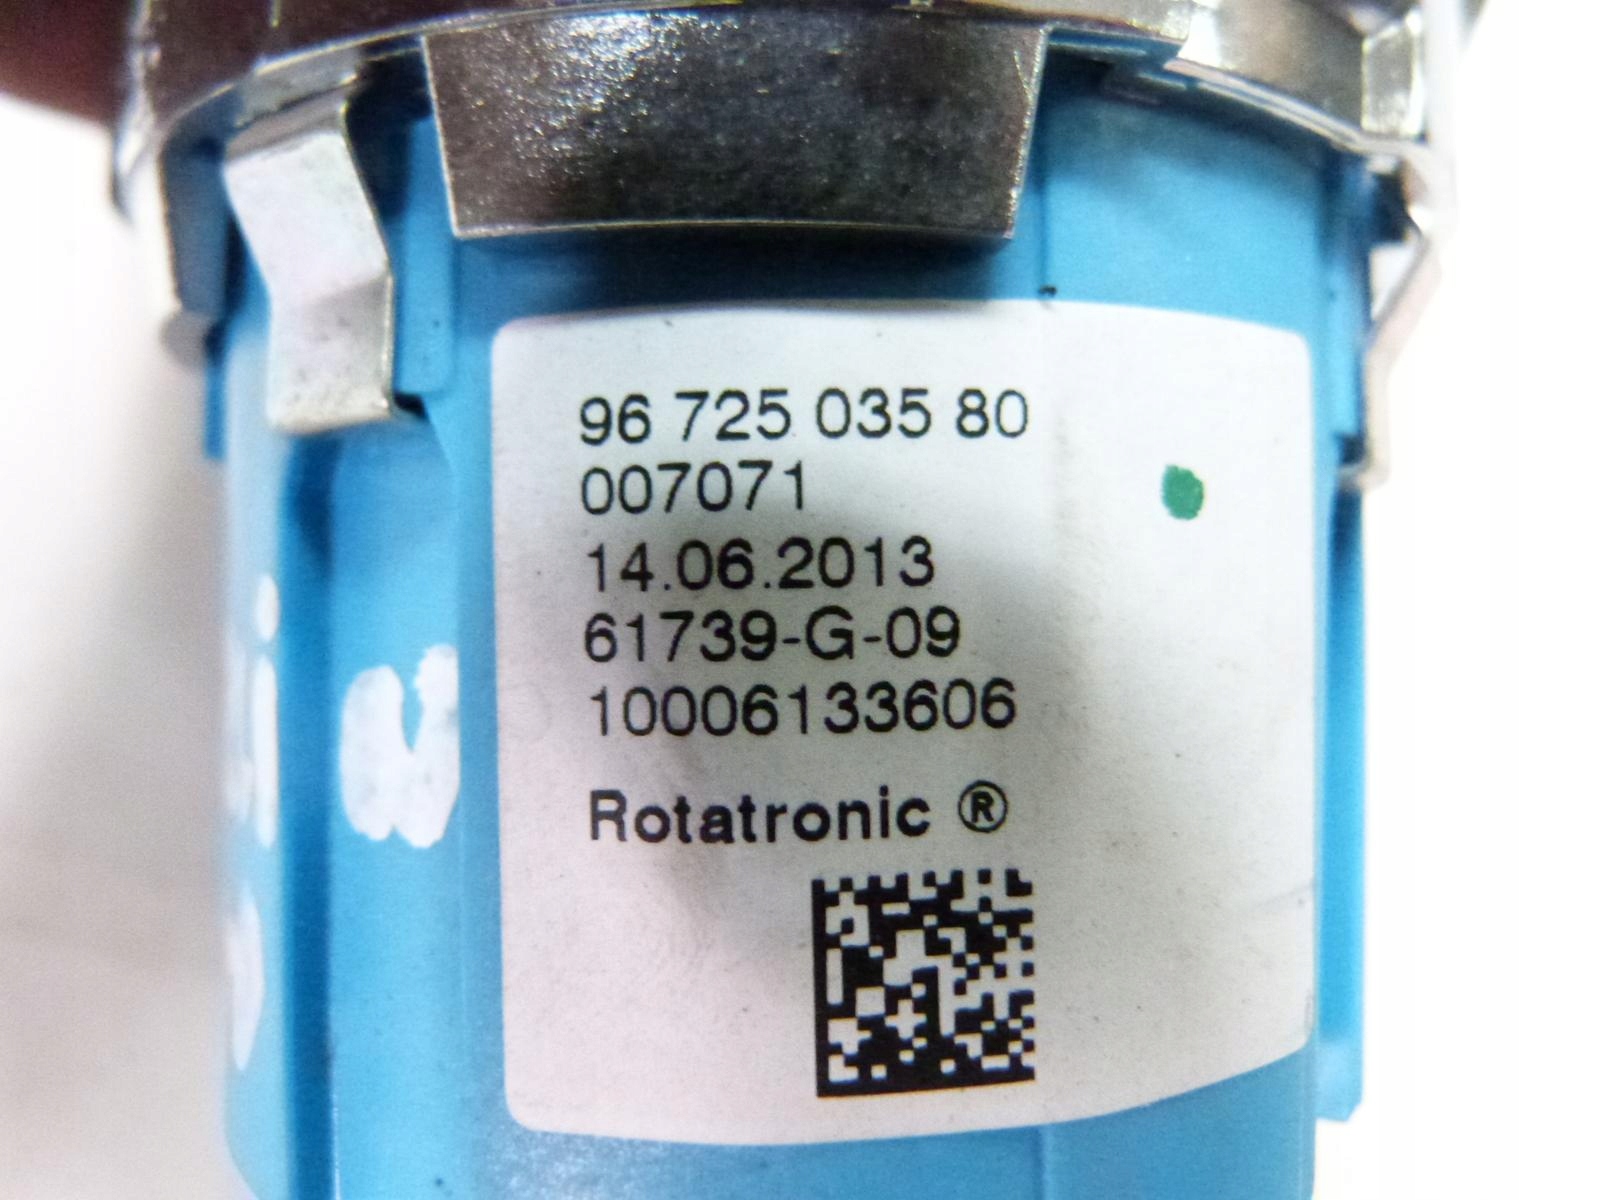 96 725 035 80
007071
14.06.2013
61739-G-09
10006133606
Rotatronic ®